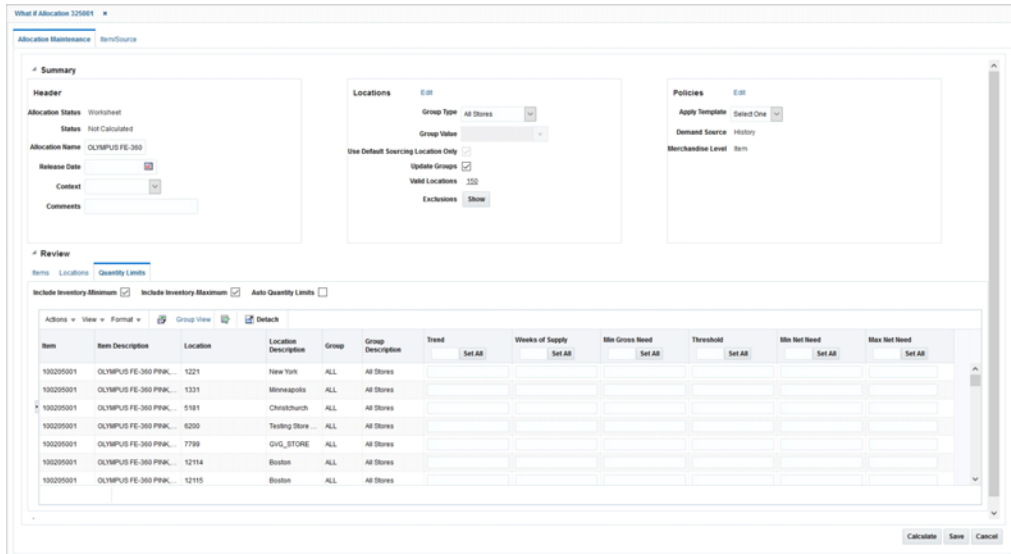 What if Allocation 325001 ×
Allocation Maintenance Item/Source
Summary
Header
Allocation Status Worksheet
Status Not Calculated
Allocation Name OLYMPUS FE-360
Release Date
Context
Comments
Locations Edit
Group Type All Stores
Group Value
Use Default Sourcing Location Only
Update Groups
Valid Locations 150
Exclusions Show
Policies Edit
Apply Template Select One
Demand Source History
Merchandise Level Item
Review
Items Locations Quantity Limits
Include Inventory-Minimum Include Inventory-Maximum Auto Quantity Limits
Actions View Format Group View Detach
Item Item Description Location Location Description Group Group Description Trend Weeks of Supply Min Gross Need Threshold Min Net Need Max Net Need
Set All Set All Set All Set All Set All Set All
100205001 OLYMPUS FE-360 PINK,... 1221 New York ALL All Stores
100205001 OLYMPUS FE-360 PINK,... 1331 Minneapolis ALL All Stores
100205001 OLYMPUS FE-360 PINK,... 5181 Christchurch ALL All Stores
100205001 OLYMPUS FE-360 PINK,... 6200 Testing Store ... ALL All Stores
100205001 OLYMPUS FE-360 PINK,... 7799 GVG_STORE ALL All Stores
100205001 OLYMPUS FE-360 PINK,... 12114 Boston ALL All Stores
100205001 OLYMPUS FE-360 PINK,... 12115 Boston ALL All Stores
Calculate Save Cancel